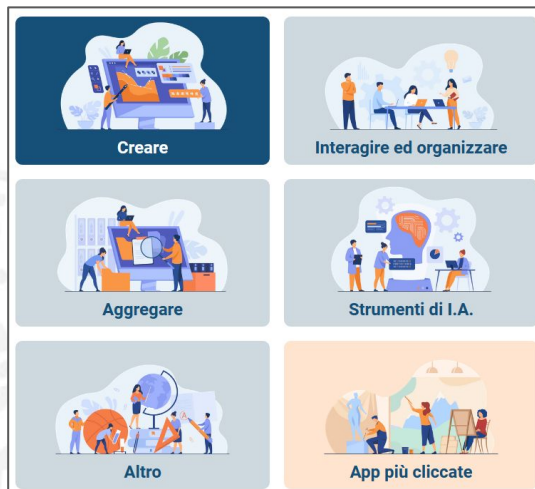 Creare
Interagire ed organizzare
Aggregare
Strumenti di I.A.
Altro
App più cliccate